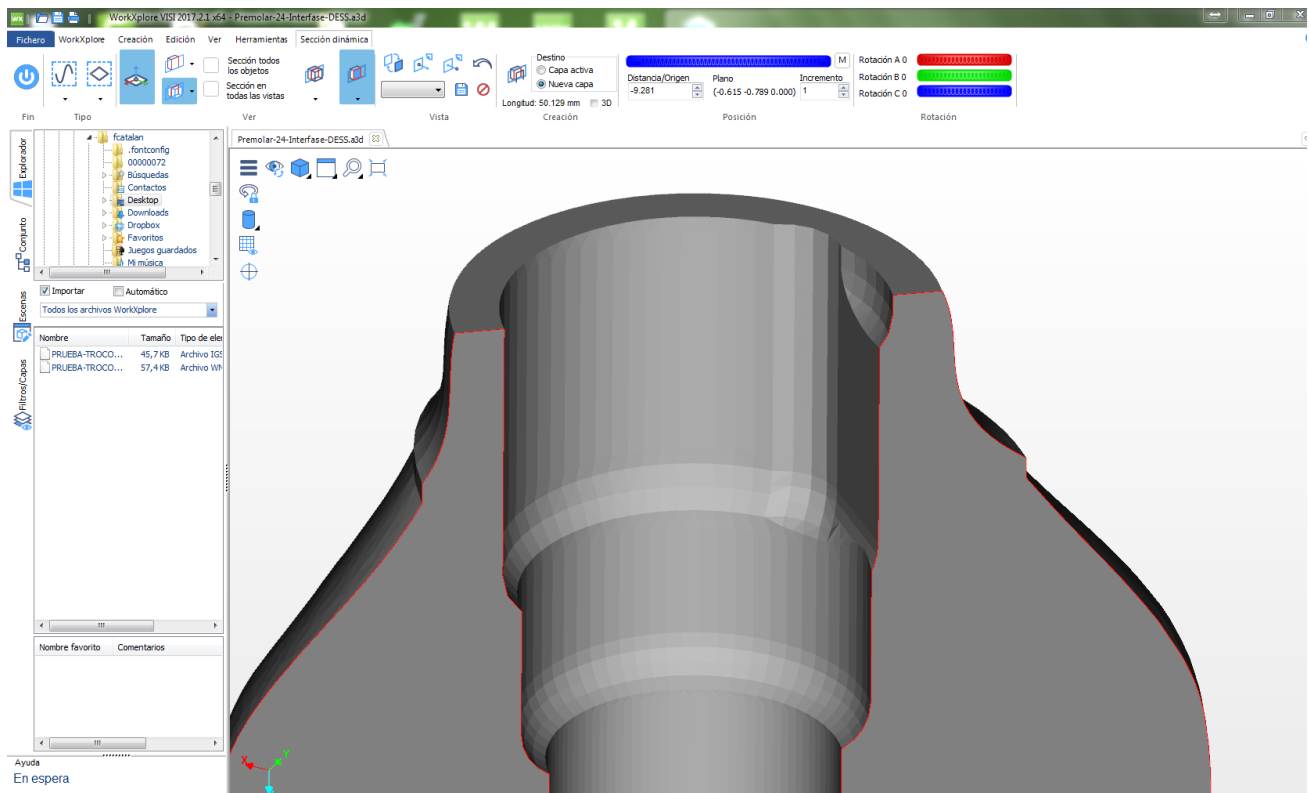 WorkXplore VISI 2017.2.1 x64 - Premolar-24-Interfase-DESS.a3d
Fichero WorkXplore Creación Edición Ver Herramientas Sección dinámica
Sección todos
los objetos
Sección en
todas las vistas
Destino
Capa activa
Nueva capa
Longitud: 50.129 mm 3D
M
Distancia/Origen Plano Incremento
-9.281 (-0.615 -0.789 0.000) 1
Rotación A 0
Rotación B 0
Rotación C 0
Fin Tipo Ver Vista Creación Posición Rotación
Explorador
Conjunto
Escenas
Filtros/Capas
fcatalan
.fontconfig
00000072
Búsquedas
Contactos
Desktop
Downloads
Dropbox
Favoritos
Juegos guardados
Mi música
Importar Automático
Todos los archivos WorkXplore
Nombre Tamaño Tipo de ele
PRUEBA-TROCO... 45,7 KB Archivo IGS
PRUEBA-TROCO... 57,4 KB Archivo WN
Nombre favorito Comentarios
Ayuda
En espera
Premolar-24-Interfase-DESS.a3d
X Y